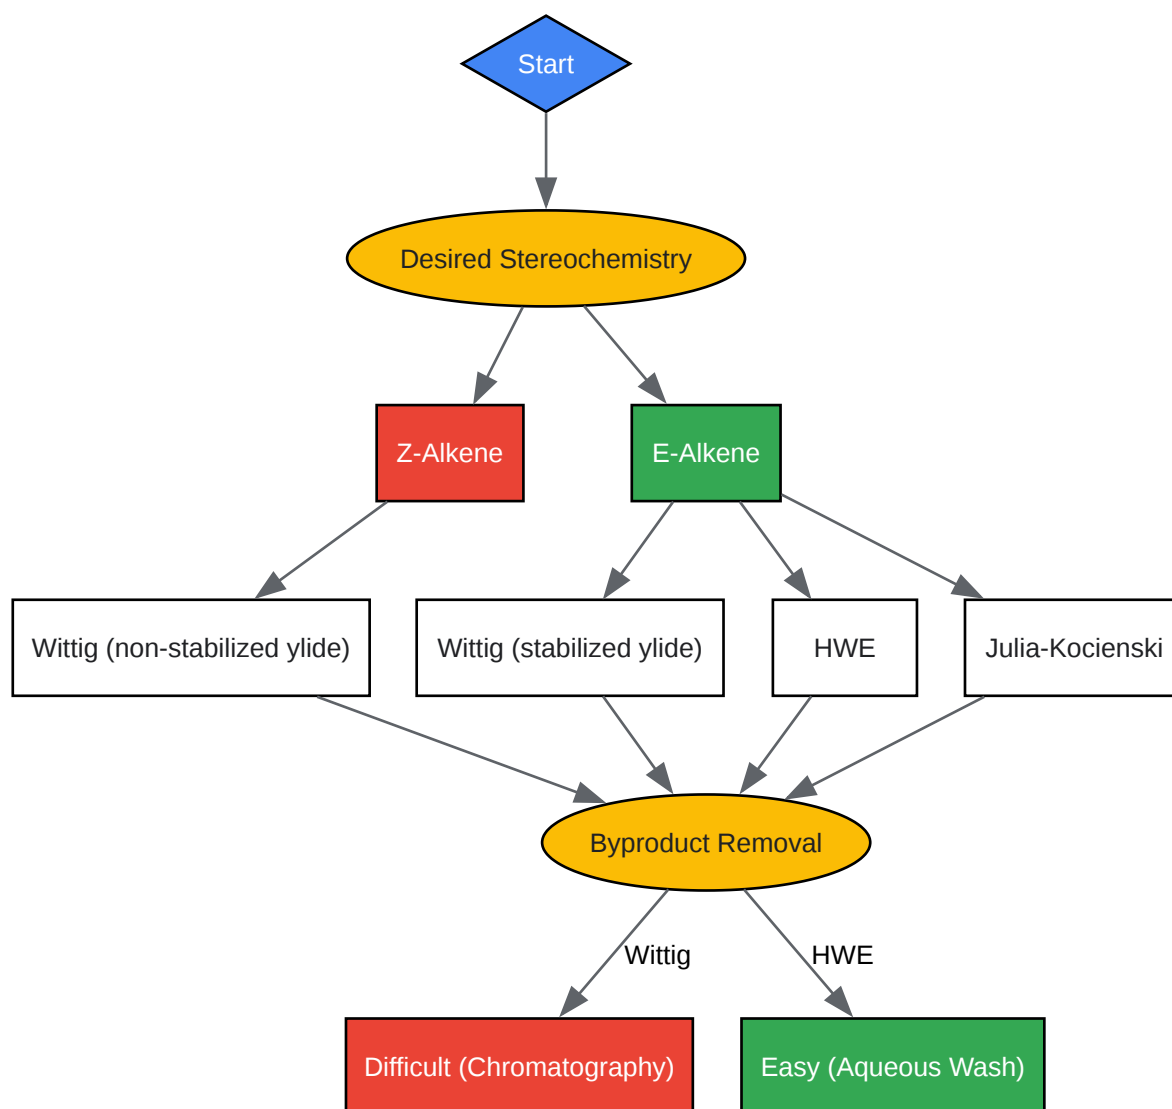 Start
Desired Stereochemistry
Z-Alkene
E-Alkene
Wittig (non-stabilized ylide)
Wittig (stabilized ylide)
HWE
Julia-Kocienski
Byproduct Removal
Wittig
HWE
Difficult (Chromatography)
Easy (Aqueous Wash)